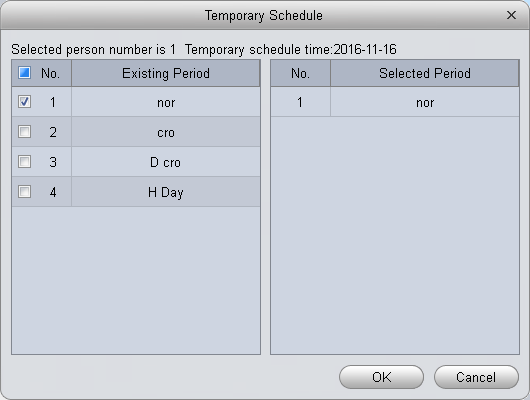 Temporary Schedule
Selected person number is 1 Temporary schedule time:2016-11-16
No. Existing Period No. Selected Period
1 nor 1 nor
2 cro
3 D cro
4 H Day
OK Cancel